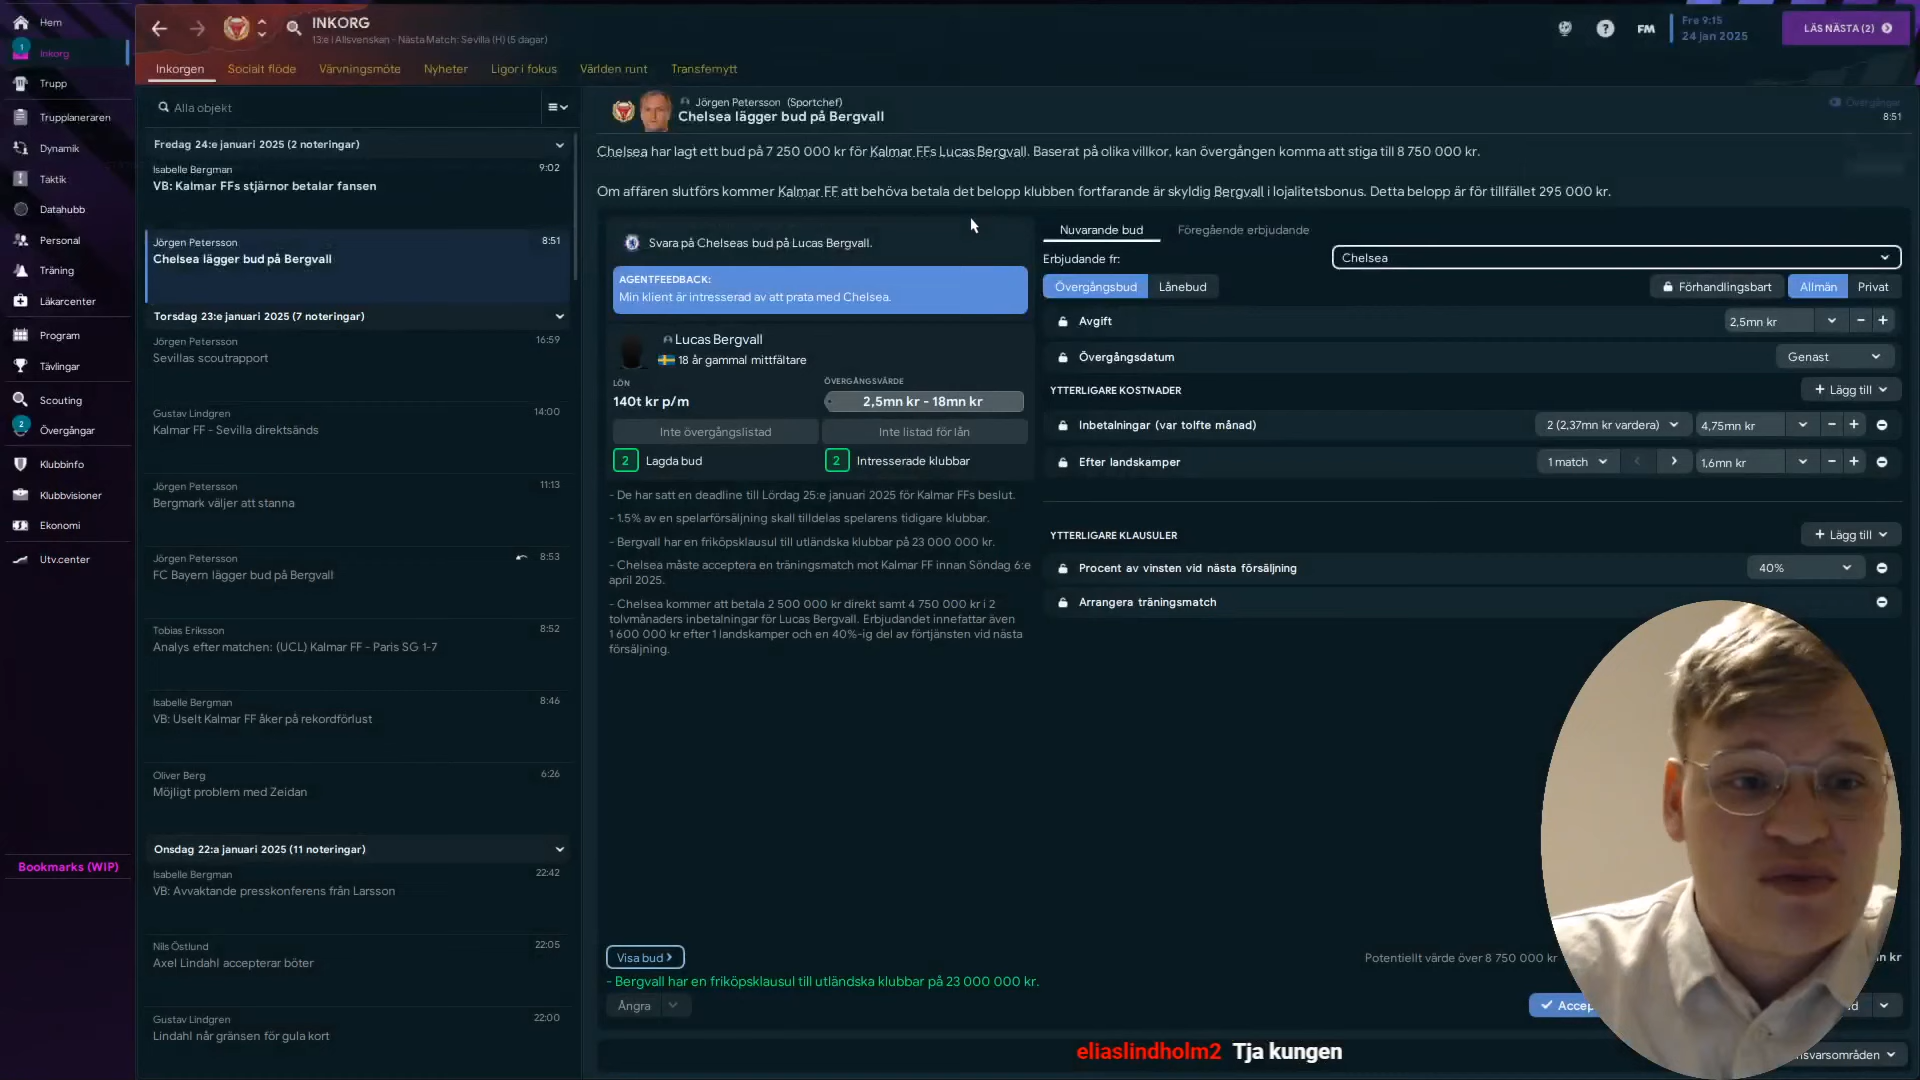 Hem
1
Inkorg
Trupp
Trupplaneraren
Dynamik
Taktik
Datahubb
Personal
Träning
Läkarcenter
Program
Tävlingar
Scouting
2
Övergångar
Klubbinfo
Klubbvisioner
Ekonomi
Utv.center
Bookmarks (WIP)
INKORG
13:e i Allsvenskan - Nästa Match: Sevilla (H) (5 dagar)
FM
Fre 9:15
24 jan 2025
LÄS NÄSTA (2)
Inkorgen
Socialt flöde
Värvningsmöte
Nyheter
Ligor i fokus
Världen runt
Transfernytt
Alla objekt
Fredag 24:e januari 2025 (2 noteringar)
Isabelle Bergman 9:02
VB: Kalmar FFs stjärnor betalar fansen
Jörgen Petersson 8:51
Chelsea lägger bud på Bergvall
Torsdag 23:e januari 2025 (7 noteringar)
Jörgen Petersson 16:59
Sevillas scoutrapport
Gustav Lindgren 14:00
Kalmar FF - Sevilla direktsänds
Jörgen Petersson 11:13
Bergmark väljer att stanna
Jörgen Petersson 8:53
FC Bayern lägger bud på Bergvall
Tobias Eriksson 8:52
Analys efter matchen: (UCL) Kalmar FF - Paris SG 1-7
Isabelle Bergman 8:46
VB: Uselt Kalmar FF åker på rekordförlust
Oliver Berg 6:26
Möjligt problem med Zeidan
Onsdag 22:a januari 2025 (11 noteringar)
Isabelle Bergman 22:42
VB: Avvaktande presskonferens från Larsson
Nils Östlund 22:05
Axel Lindahl accepterar böter
Gustav Lindgren 22:00
Lindahl når gränsen för gula kort
Jörgen Petersson (Sportchef)
Chelsea lägger bud på Bergvall
Övergångar
8:51
Chelsea har lagt ett bud på 7 250 000 kr för Kalmar FFs Lucas Bergvall. Baserat på olika villkor, kan övergången komma att stiga till 8 750 000 kr.
Om affären slutförs kommer Kalmar FF att behöva betala det belopp klubben fortfarande är skyldig Bergvall i lojalitetsbonus. Detta belopp är för tillfället 295 000 kr.
Svara på Chelseas bud på Lucas Bergvall.
AGENTFEEDBACK:
Min klient är intresserad av att prata med Chelsea.
Lucas Bergvall
18 år gammal mittfältare
LÖN
140t kr p/m
ÖVERGÅNGSVÄRDE
2,5mn kr - 18mn kr
Inte övergångslistad
Inte listad för lån
2 Lagda bud
2 Intresserade klubbar
- De har satt en deadline till Lördag 25:e januari 2025 för Kalmar FFs beslut.
- 1.5% av en spelarförsäljning skall tilldelas spelarens tidigare klubbar.
- Bergvall har en friköpsklausul till utländska klubbar på 23 000 000 kr.
- Chelsea måste acceptera en träningsmatch mot Kalmar FF innan Söndag 6:e
april 2025.
- Chelsea kommer att betala 2 500 000 kr direkt samt 4 750 000 kr i 2
tolvmånaders inbetalningar för Lucas Bergvall. Erbjudandet innefattar även
1 600 000 kr efter 1 landskamper och en 40%-ig del av förtjänsten vid nästa
försäljning.
Nuvarande bud
Föregående erbjudande
Erbjudande fr:
Chelsea
Övergångsbud
Lånebud
Förhandlingsbart
Allmän
Privat
Avgift
2,5mn kr
Övergångsdatum
Genast
YTTERLIGARE KOSTNADER
+ Lägg till
Inbetalningar (var tolfte månad)
2 (2,37mn kr vardera)
4,75mn kr
Efter landskamper
1 match
1,6mn kr
YTTERLIGARE KLAUSULER
+ Lägg till
Procent av vinsten vid nästa försäljning
40%
Arrangera träningsmatch
Visa bud
- Bergvall har en friköpsklausul till utländska klubbar på 23 000 000 kr.
Ångra
Potentiellt värde över 8 750 000 kr
n kr
Accep
d
nsvarsområden
eliaslindholm2 Tja kungen